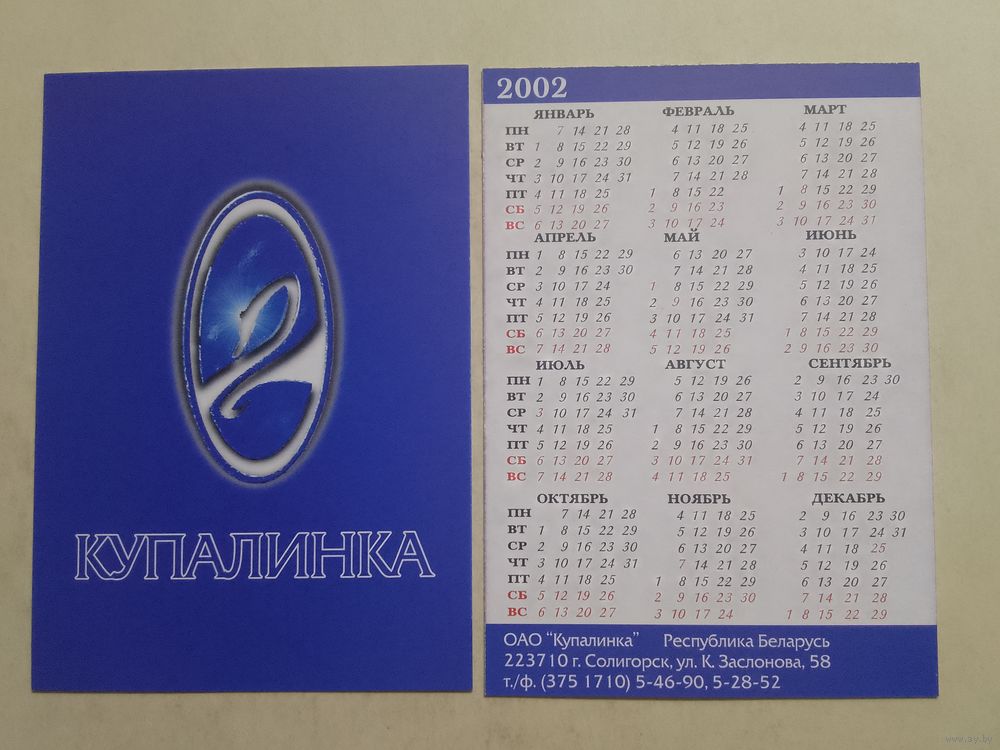 КУПАЛИНКА
2002
ЯНВАРЬ ФЕВРАЛЬ МАРТ
ПН 7 14 21 28 4 11 18 25 4 11 18 25
ВТ 1 8 15 22 29 5 12 19 26 5 12 19 26
СР 2 9 16 23 30 6 13 20 27 6 13 20 27
ЧТ 3 10 17 24 31 7 14 21 28 7 14 21 28
ПТ 4 11 18 25 1 8 15 22 1 8 15 22 29
СБ 5 12 19 26 2 9 16 23 2 9 16 23 30
ВС 6 13 20 27 3 10 17 24 3 10 17 24 31
АПРЕЛЬ МАЙ ИЮНЬ
ПН 1 8 15 22 29 6 13 20 27 3 10 17 24
ВТ 2 9 16 23 30 7 14 21 28 4 11 18 25
СР 3 10 17 24 1 8 15 22 29 5 12 19 26
ЧТ 4 11 18 25 2 9 16 23 30 6 13 20 27
ПТ 5 12 19 26 3 10 17 24 31 7 14 21 28
СБ 6 13 20 27 4 11 18 25 1 8 15 22 29
ВС 7 14 21 28 5 12 19 26 2 9 16 23 30
ИЮЛЬ АВГУСТ СЕНТЯБРЬ
ПН 1 8 15 22 29 5 12 19 26 2 9 16 23 30
ВТ 2 9 16 23 30 6 13 20 27 3 10 17 24
СР 3 10 17 24 31 7 14 21 28 4 11 18 25
ЧТ 4 11 18 25 1 8 15 22 29 5 12 19 26
ПТ 5 12 19 26 2 9 16 23 30 6 13 20 27
СБ 6 13 20 27 3 10 17 24 31 7 14 21 28
ВС 7 14 21 28 4 11 18 25 1 8 15 22 29
ОКТЯБРЬ НОЯБРЬ ДЕКАБРЬ
ПН 7 14 21 28 4 11 18 25 2 9 16 23 30
ВТ 1 8 15 22 29 5 12 19 26 3 10 17 24 31
СР 2 9 16 23 30 6 13 20 27 4 11 18 25
ЧТ 3 10 17 24 31 7 14 21 28 5 12 19 26
ПТ 4 11 18 25 1 8 15 22 29 6 13 20 27
СБ 5 12 19 26 2 9 16 23 30 7 14 21 28
ВС 6 13 20 27 3 10 17 24 1 8 15 22 29
ОАО "Купалинка" Республика Беларусь
223710 г. Солигорск, ул. К. Заслонова, 58
т./ф. (375 1710) 5-46-90, 5-28-52
www.ay.by